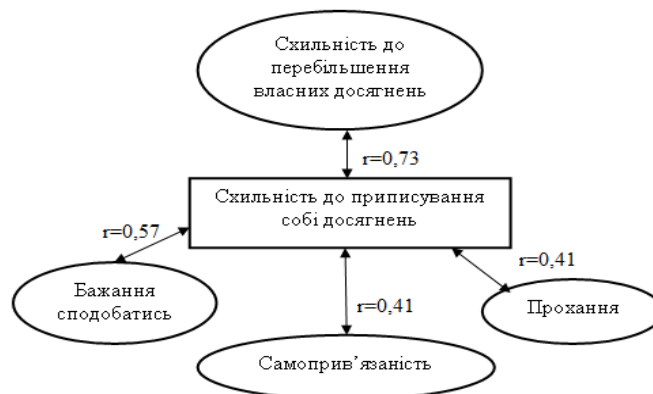 Схильність до
перебільшення
власних досягнень
r=0,73
Схильність до приписування
собі досягнень
r=0,57
r=0,41
Бажання
сподобатись
r=0,41
Прохання
Самоприв’язаність